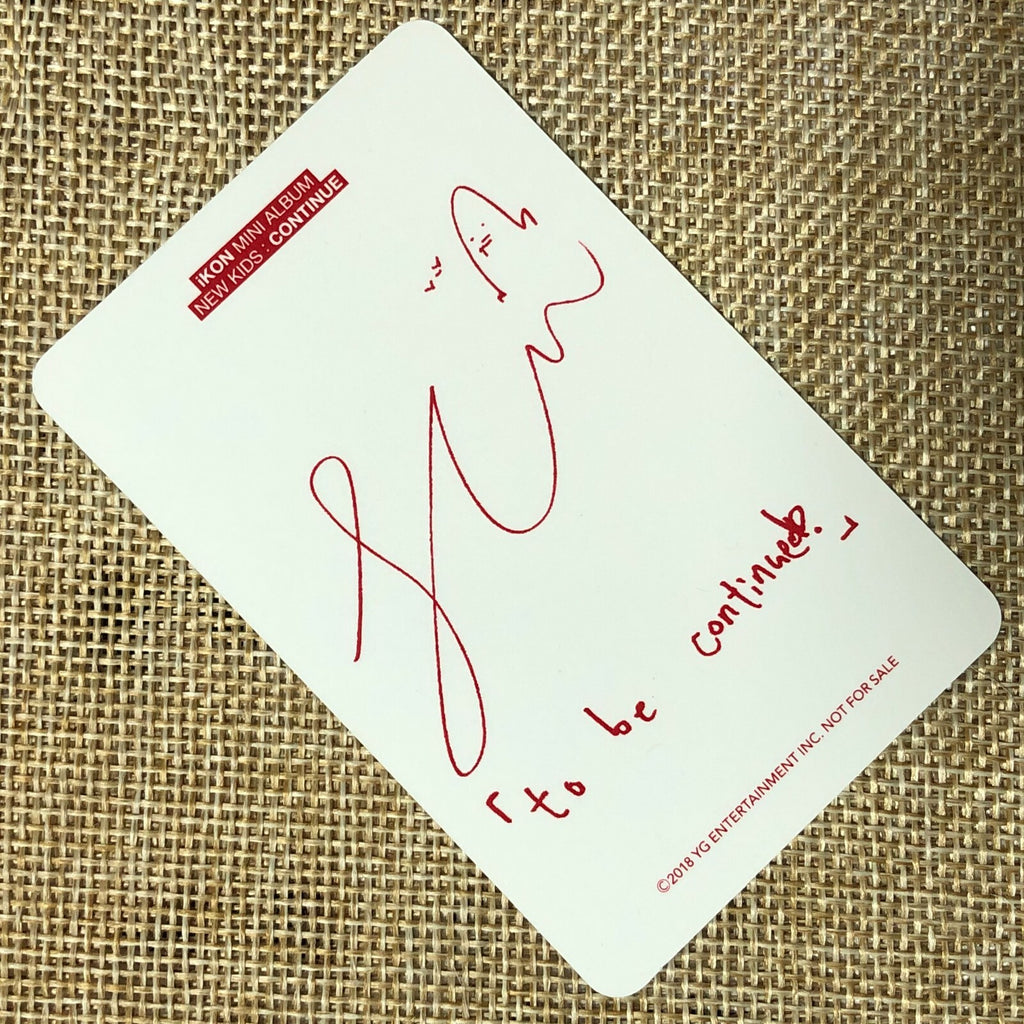 iKON MINI ALBUM
NEW KIDS : CONTINUE
「to be continued.」
©2018 YG ENTERTAINMENT INC. NOT FOR SALE